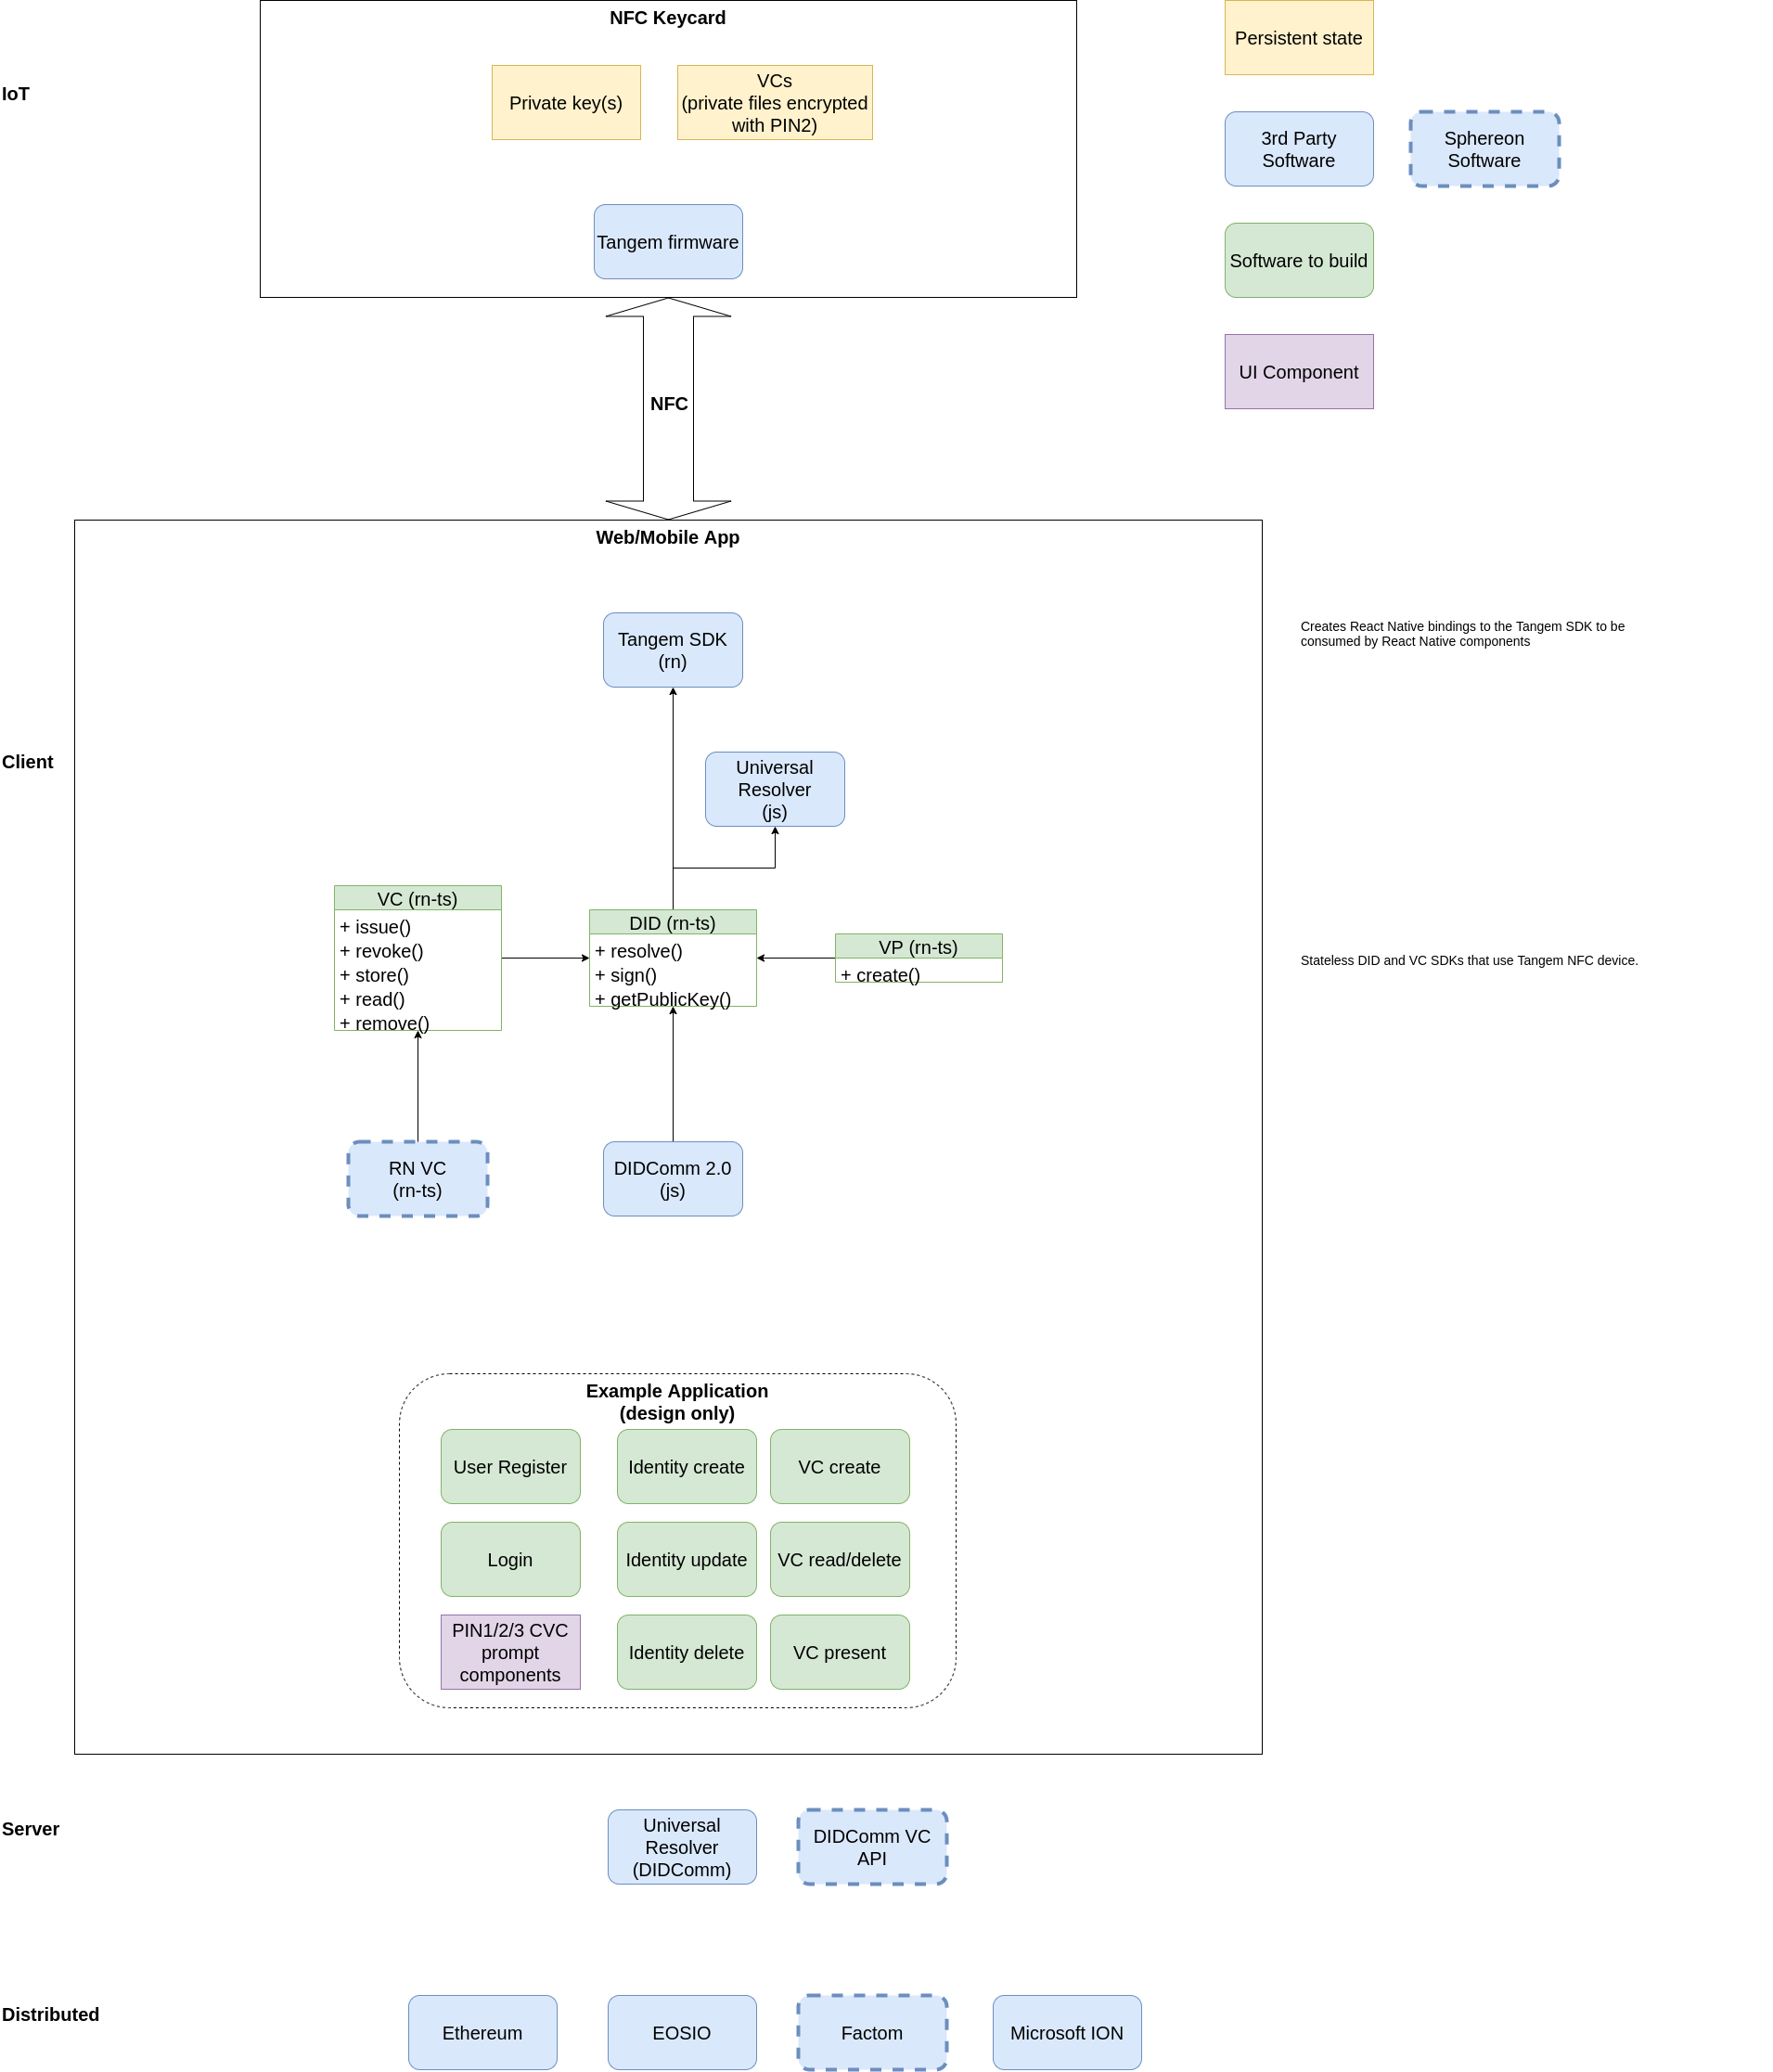 NFC Keycard
IoT
Private key(s)
VCs
(private files encrypted
with PIN2)
Tangem firmware
Persistent state
3rd Party
Software
Sphereon
Software
Software to build
UI Component
NFC
Web/Mobile App
Client
Tangem SDK
(rn)
Creates React Native bindings to the Tangem SDK to be
consumed by React Native components
Universal
Resolver
(js)
VC (rn-ts)
+ issue()
+ revoke()
+ store()
+ read()
+ remove()
DID (rn-ts)
+ resolve()
+ sign()
+ getPublicKey()
VP (rn-ts)
+ create()
Stateless DID and VC SDKs that use Tangem NFC device.
RN VC
(rn-ts)
DIDComm 2.0
(js)
Example Application
(design only)
User Register
Identity create
VC create
Login
Identity update
VC read/delete
PIN1/2/3 CVC
prompt
components
Identity delete
VC present
Server
Universal
Resolver
(DIDComm)
DIDComm VC
API
Distributed
Ethereum
EOSIO
Factom
Microsoft ION